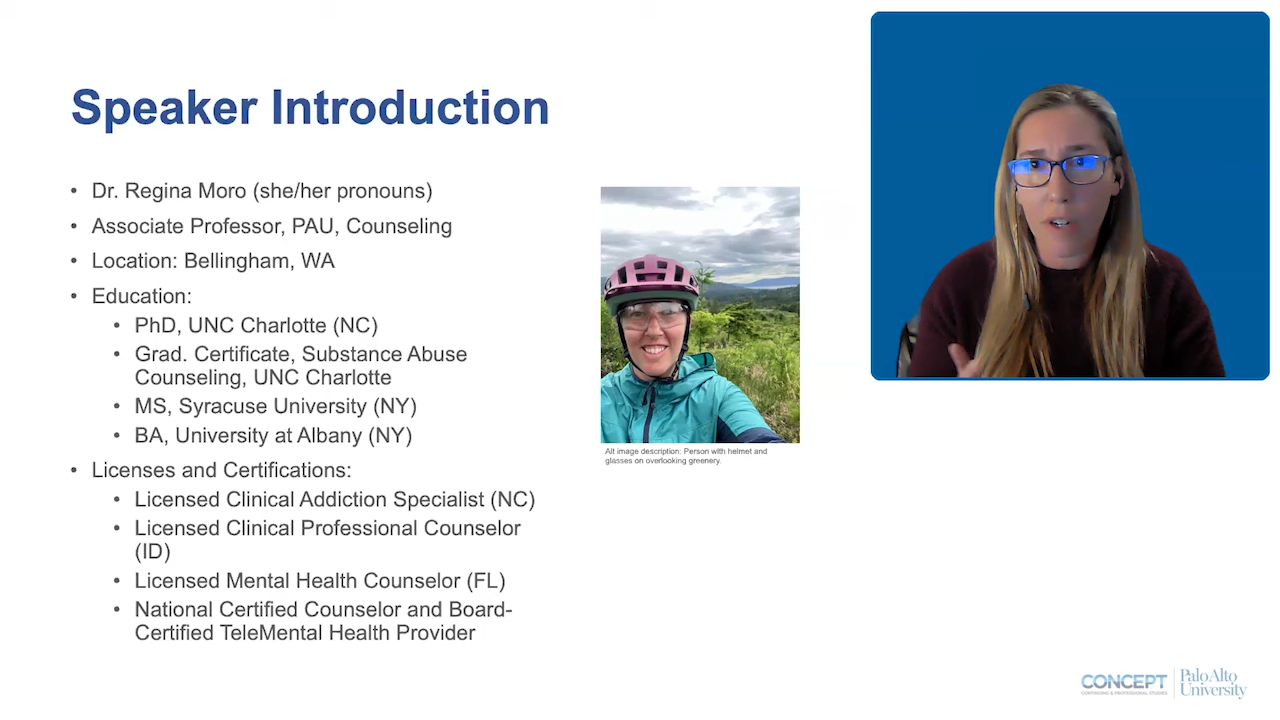 Speaker Introduction
• Dr. Regina Moro (she/her pronouns)
• Associate Professor, PAU, Counseling
• Location: Bellingham, WA
• Education:
• PhD, UNC Charlotte (NC)
• Grad. Certificate, Substance Abuse
Counseling, UNC Charlotte
• MS, Syracuse University (NY)
• BA, University at Albany (NY)
• Licenses and Certifications:
• Licensed Clinical Addiction Specialist (NC)
• Licensed Clinical Professional Counselor
(ID)
• Licensed Mental Health Counselor (FL)
• National Certified Counselor and Board-
Certified TeleMental Health Provider
Alt image description: Person with helmet and
glasses on overlooking greenery.
CONCEPT
CONTINUING & PROFESSIONAL STUDIES
Palo Alto
University